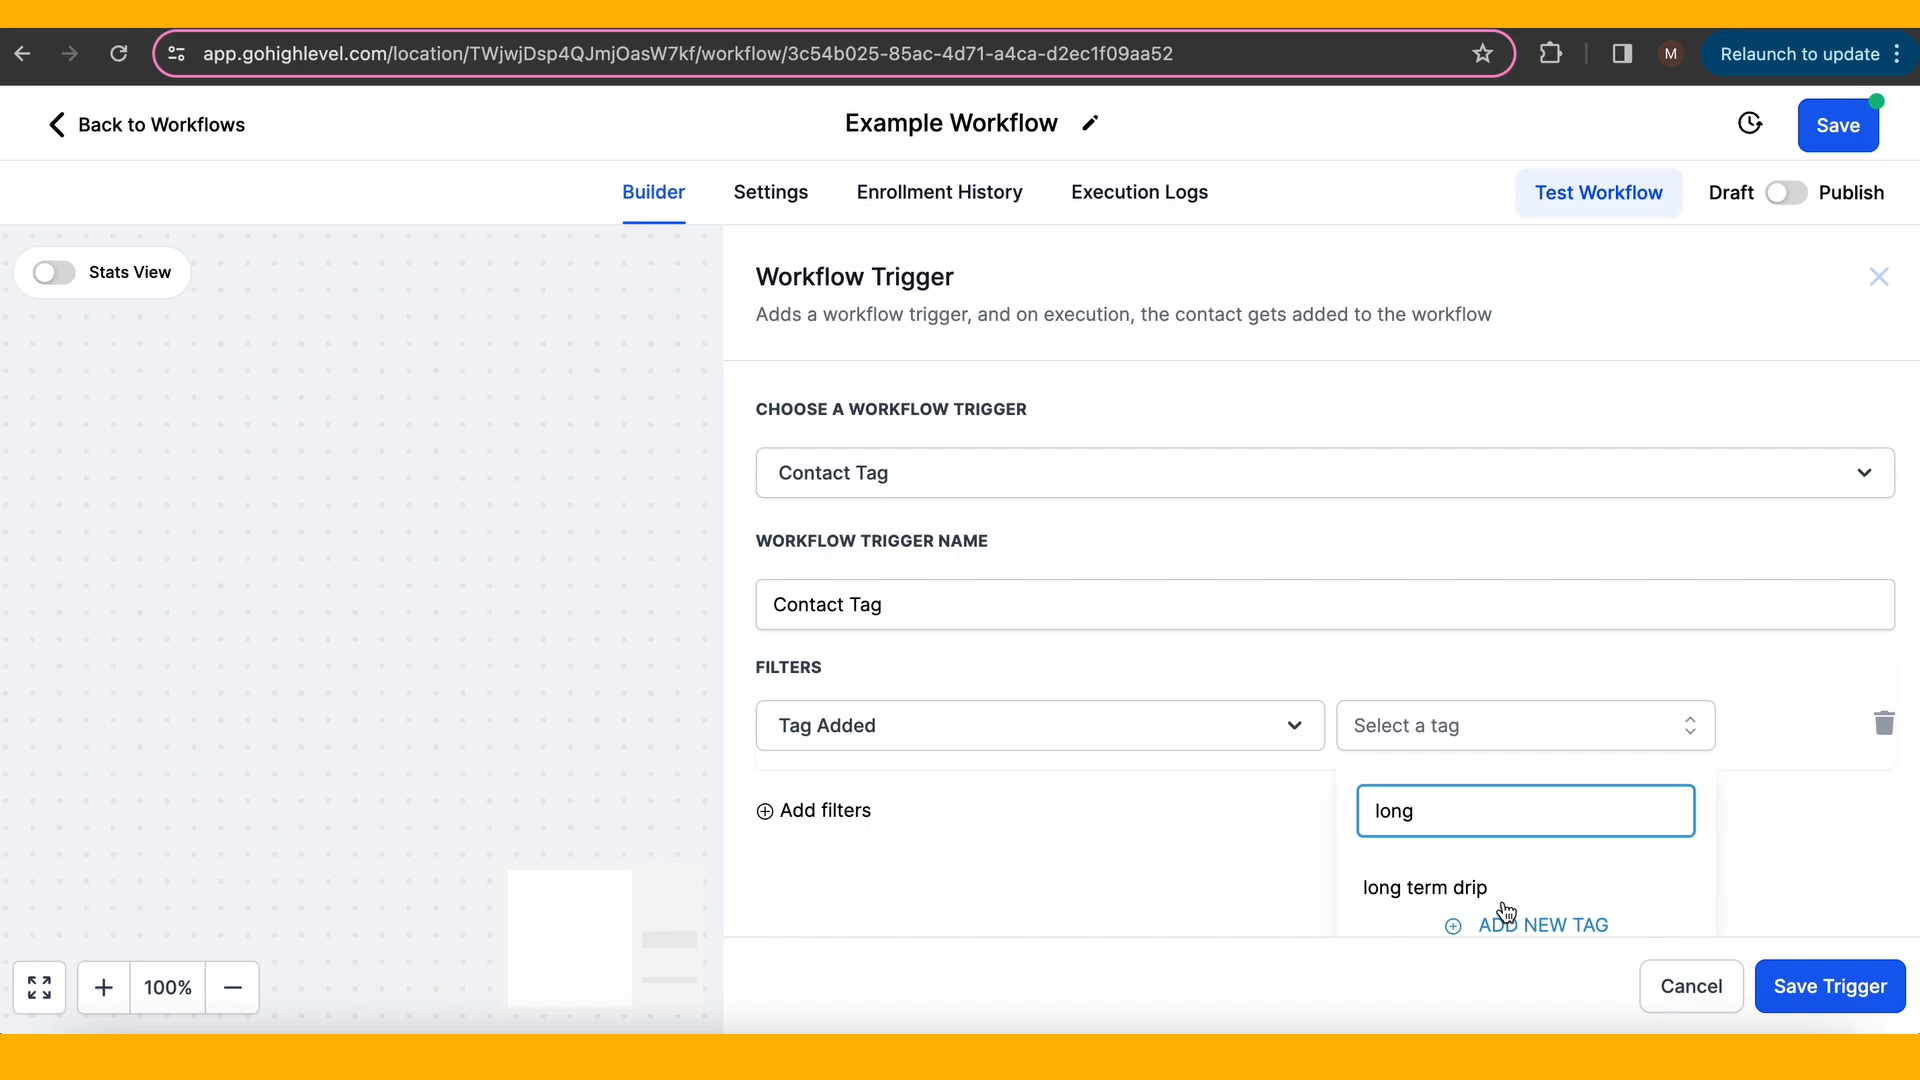 app.gohighlevel.com/location/TWjwjDsp4QJmjOasW7kf/workflow/3c54b025-85ac-4d71-a4ca-d2ec1f09aa52
M
Relaunch to update
Back to Workflows
Example Workflow
Save
Builder
Settings
Enrollment History
Execution Logs
Test Workflow
Draft
Publish
Stats View
Workflow Trigger
Adds a workflow trigger, and on execution, the contact gets added to the workflow
CHOOSE A WORKFLOW TRIGGER
Contact Tag
WORKFLOW TRIGGER NAME
Contact Tag
FILTERS
Tag Added
Select a tag
Add filters
long
long term drip
ADD NEW TAG
100%
Cancel
Save Trigger